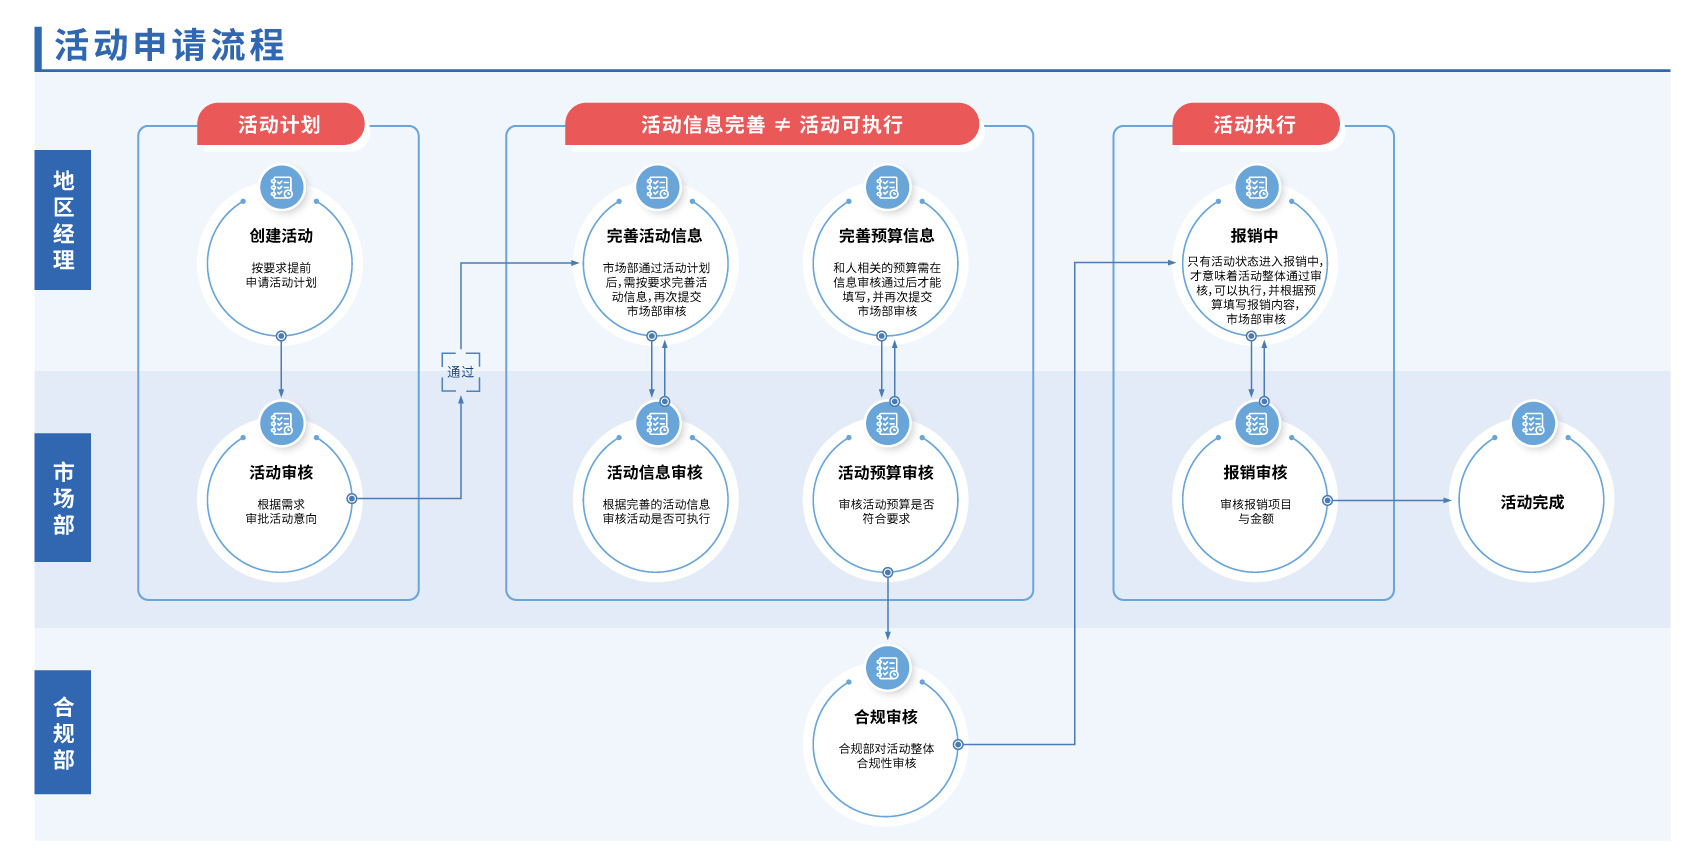 活动申请流程
活动计划
活动信息完善 ≠ 活动可执行
活动执行
地区经理
创建活动
按要求提前
申请活动计划
完善活动信息
市场部通过活动计划
后，需按要求完善活
动信息，再次提交
市场部审核
完善预算信息
和人相关的预算需在
信息审核通过后才能
填写，并再次提交
市场部审核
报销中
只有活动状态进入报销中，
才意味着活动整体通过审
核，可以执行，并根据预
算填写报销内容，
市场部审核
通过
市场部
活动审核
根据需求
审批活动意向
活动信息审核
根据完善的活动信息
审核活动是否可执行
活动预算审核
审核活动预算是否
符合要求
报销审核
审核报销项目
与金额
活动完成
合规部
合规审核
合规部对活动整体
合规性审核